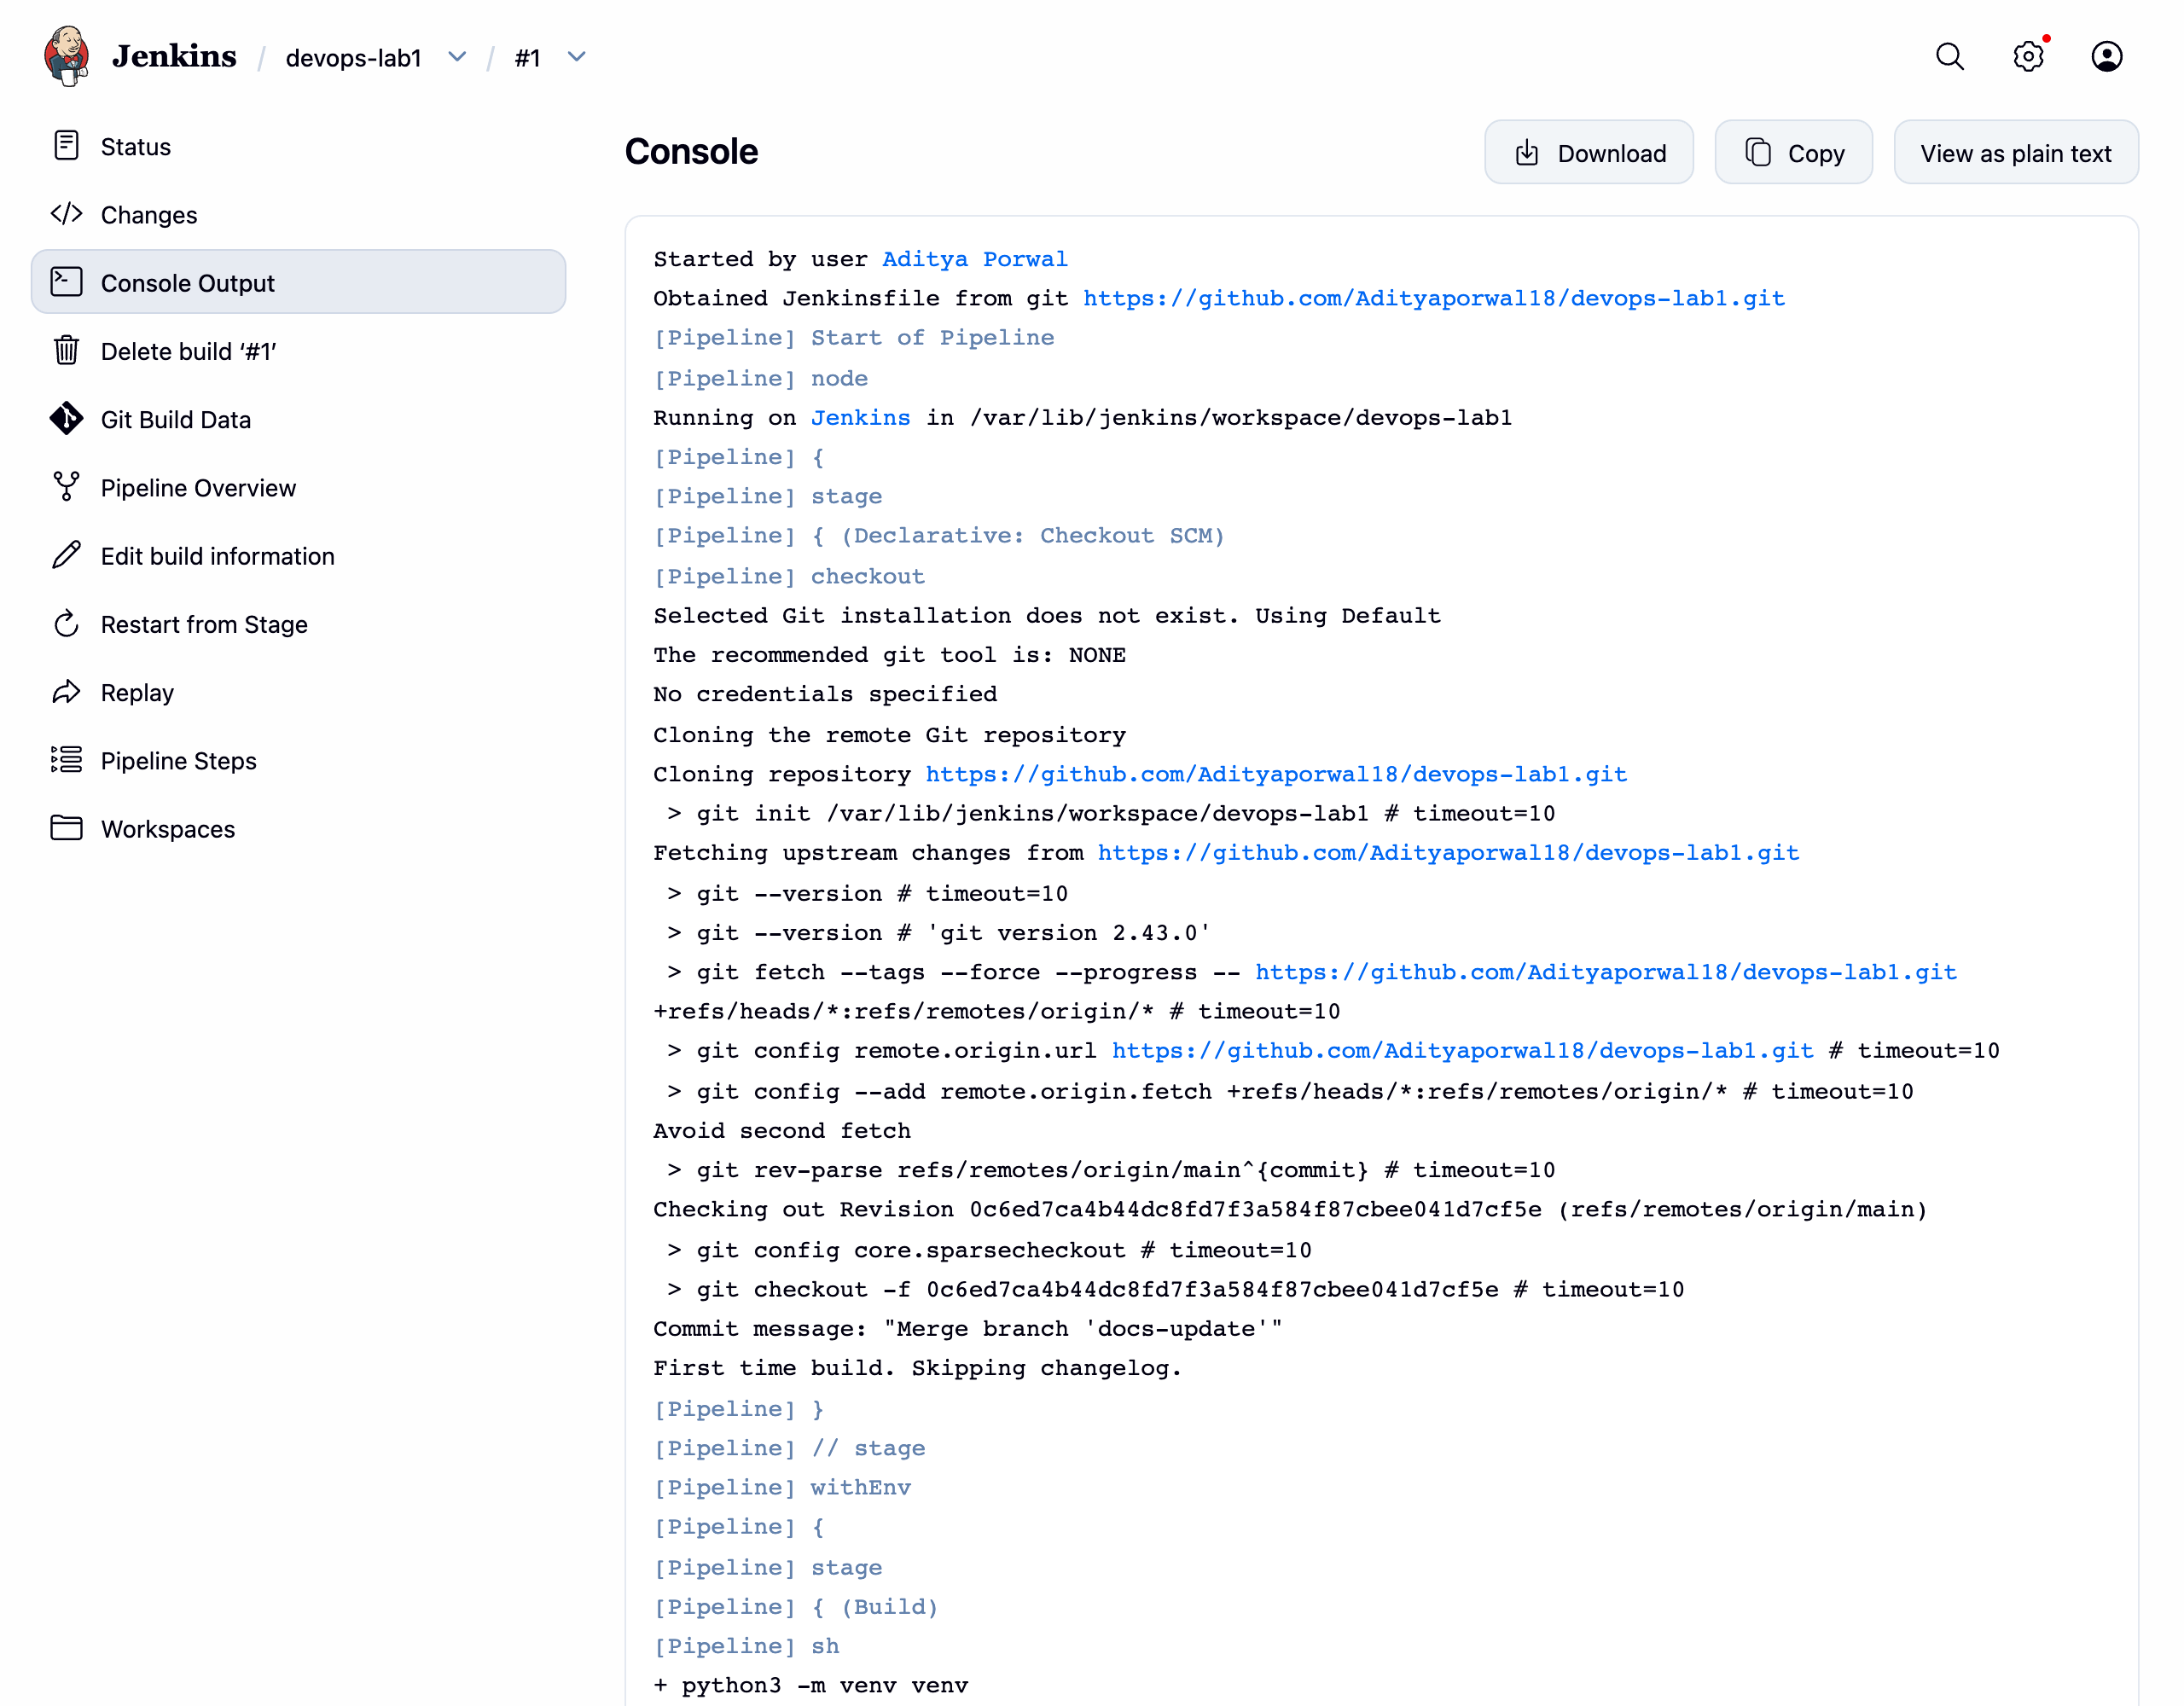 Jenkins / devops-lab1 / #1
Status
Changes
Console Output
Delete build ‘#1’
Git Build Data
Pipeline Overview
Edit build information
Restart from Stage
Replay
Pipeline Steps
Workspaces
Console
Download
Copy
View as plain text
Started by user Aditya Porwal
Obtained Jenkinsfile from git https://github.com/Adityaporwal18/devops-lab1.git
[Pipeline] Start of Pipeline
[Pipeline] node
Running on Jenkins in /var/lib/jenkins/workspace/devops-lab1
[Pipeline] {
[Pipeline] stage
[Pipeline] { (Declarative: Checkout SCM)
[Pipeline] checkout
Selected Git installation does not exist. Using Default
The recommended git tool is: NONE
No credentials specified
Cloning the remote Git repository
Cloning repository https://github.com/Adityaporwal18/devops-lab1.git
 > git init /var/lib/jenkins/workspace/devops-lab1 # timeout=10
Fetching upstream changes from https://github.com/Adityaporwal18/devops-lab1.git
 > git --version # timeout=10
 > git --version # 'git version 2.43.0'
 > git fetch --tags --force --progress -- https://github.com/Adityaporwal18/devops-lab1.git
+refs/heads/*:refs/remotes/origin/* # timeout=10
 > git config remote.origin.url https://github.com/Adityaporwal18/devops-lab1.git # timeout=10
 > git config --add remote.origin.fetch +refs/heads/*:refs/remotes/origin/* # timeout=10
Avoid second fetch
 > git rev-parse refs/remotes/origin/main^{commit} # timeout=10
Checking out Revision 0c6ed7ca4b44dc8fd7f3a584f87cbee041d7cf5e (refs/remotes/origin/main)
 > git config core.sparsecheckout # timeout=10
 > git checkout -f 0c6ed7ca4b44dc8fd7f3a584f87cbee041d7cf5e # timeout=10
Commit message: "Merge branch 'docs-update'"
First time build. Skipping changelog.
[Pipeline] }
[Pipeline] // stage
[Pipeline] withEnv
[Pipeline] {
[Pipeline] stage
[Pipeline] { (Build)
[Pipeline] sh
+ python3 -m venv venv